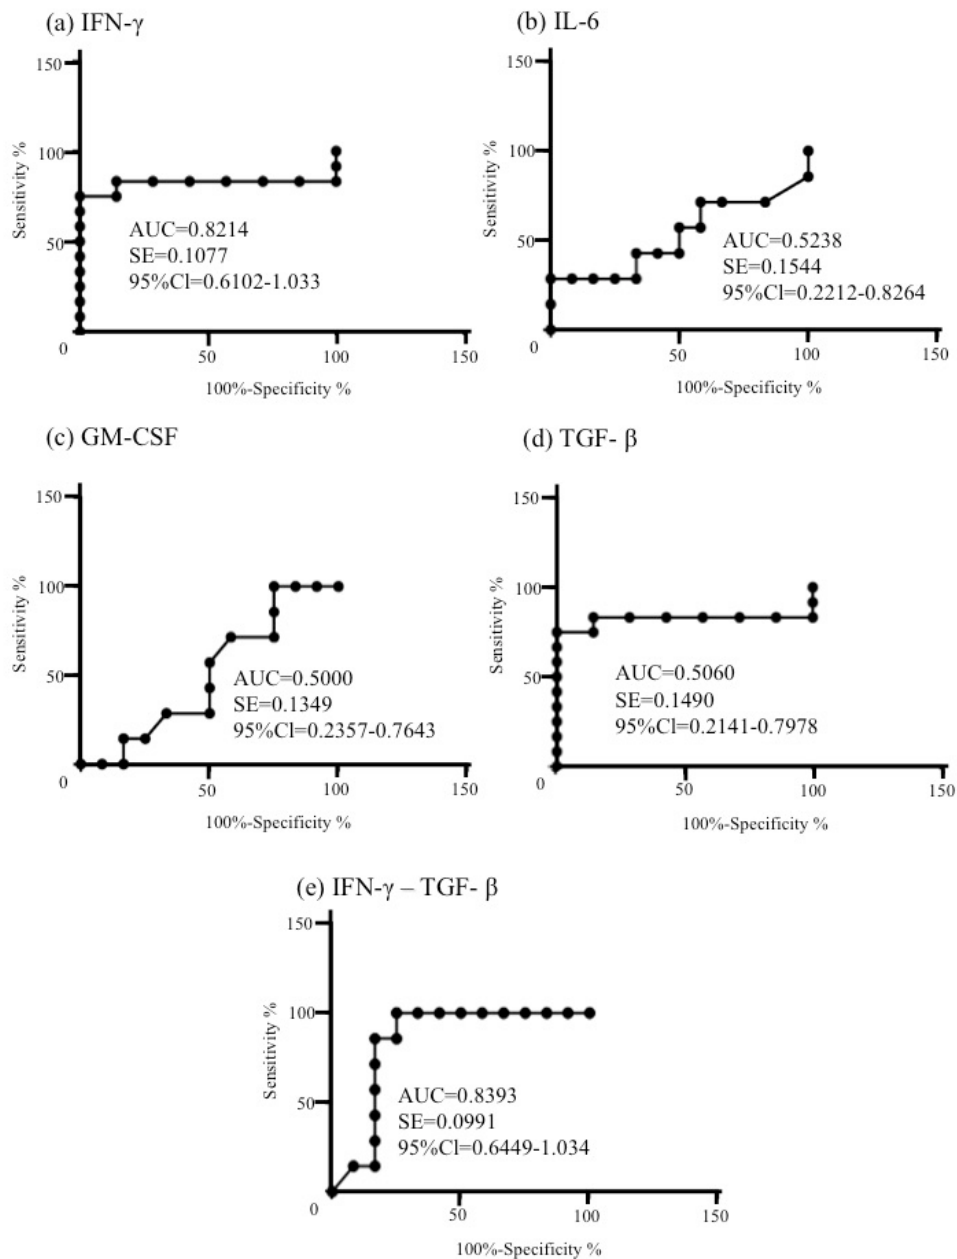 (a) IFN-γ
150
100
50
0
50
100
150
Sensitivity %
100%-Specificity %
AUC=0.8214
SE=0.1077
95%Cl=0.6102-1.033
(b) IL-6
150
100
50
0
50
100
150
Sensitivity %
100%-Specificity %
AUC=0.5238
SE=0.1544
95%Cl=0.2212-0.8264
(c) GM-CSF
150
100
50
0
50
100
150
Sensitivity %
100%-Specificity %
AUC=0.5000
SE=0.1349
95%Cl=0.2357-0.7643
(d) TGF- β
150
100
50
0
50
100
150
Sensitivity %
100%-Specificity %
AUC=0.5060
SE=0.1490
95%Cl=0.2141-0.7978
(e) IFN-γ – TGF- β
150
100
50
0
50
100
150
Sensitivity %
100%-Specificity %
AUC=0.8393
SE=0.0991
95%Cl=0.6449-1.034